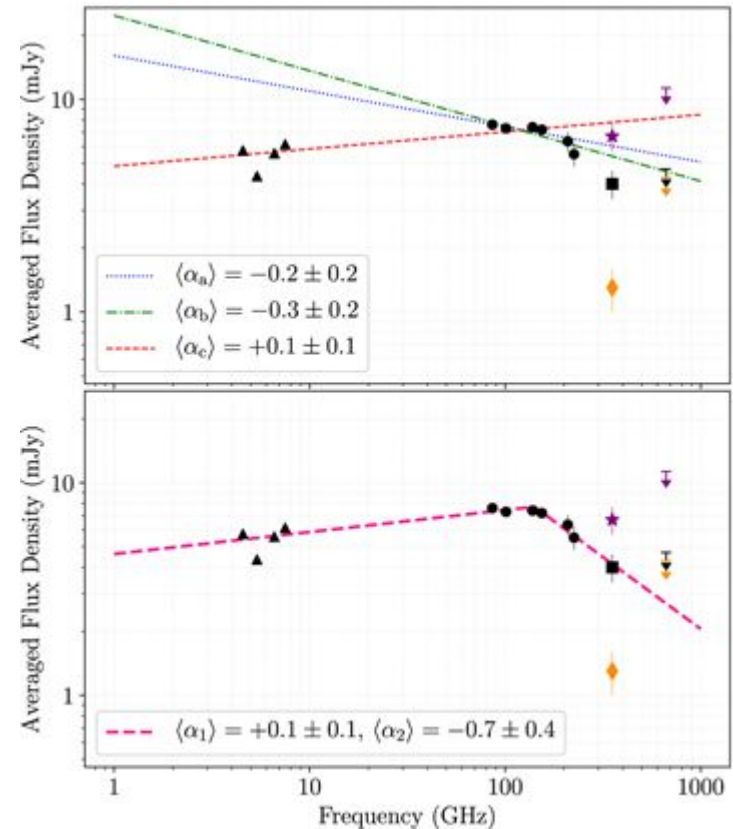 Averaged Flux Density (mJy)
10
1
⟨αa⟩ = −0.2 ± 0.2
⟨αb⟩ = −0.3 ± 0.2
⟨αc⟩ = +0.1 ± 0.1
Averaged Flux Density (mJy)
10
1
⟨α1⟩ = +0.1 ± 0.1, ⟨α2⟩ = −0.7 ± 0.4
1 10 100 1000
Frequency (GHz)